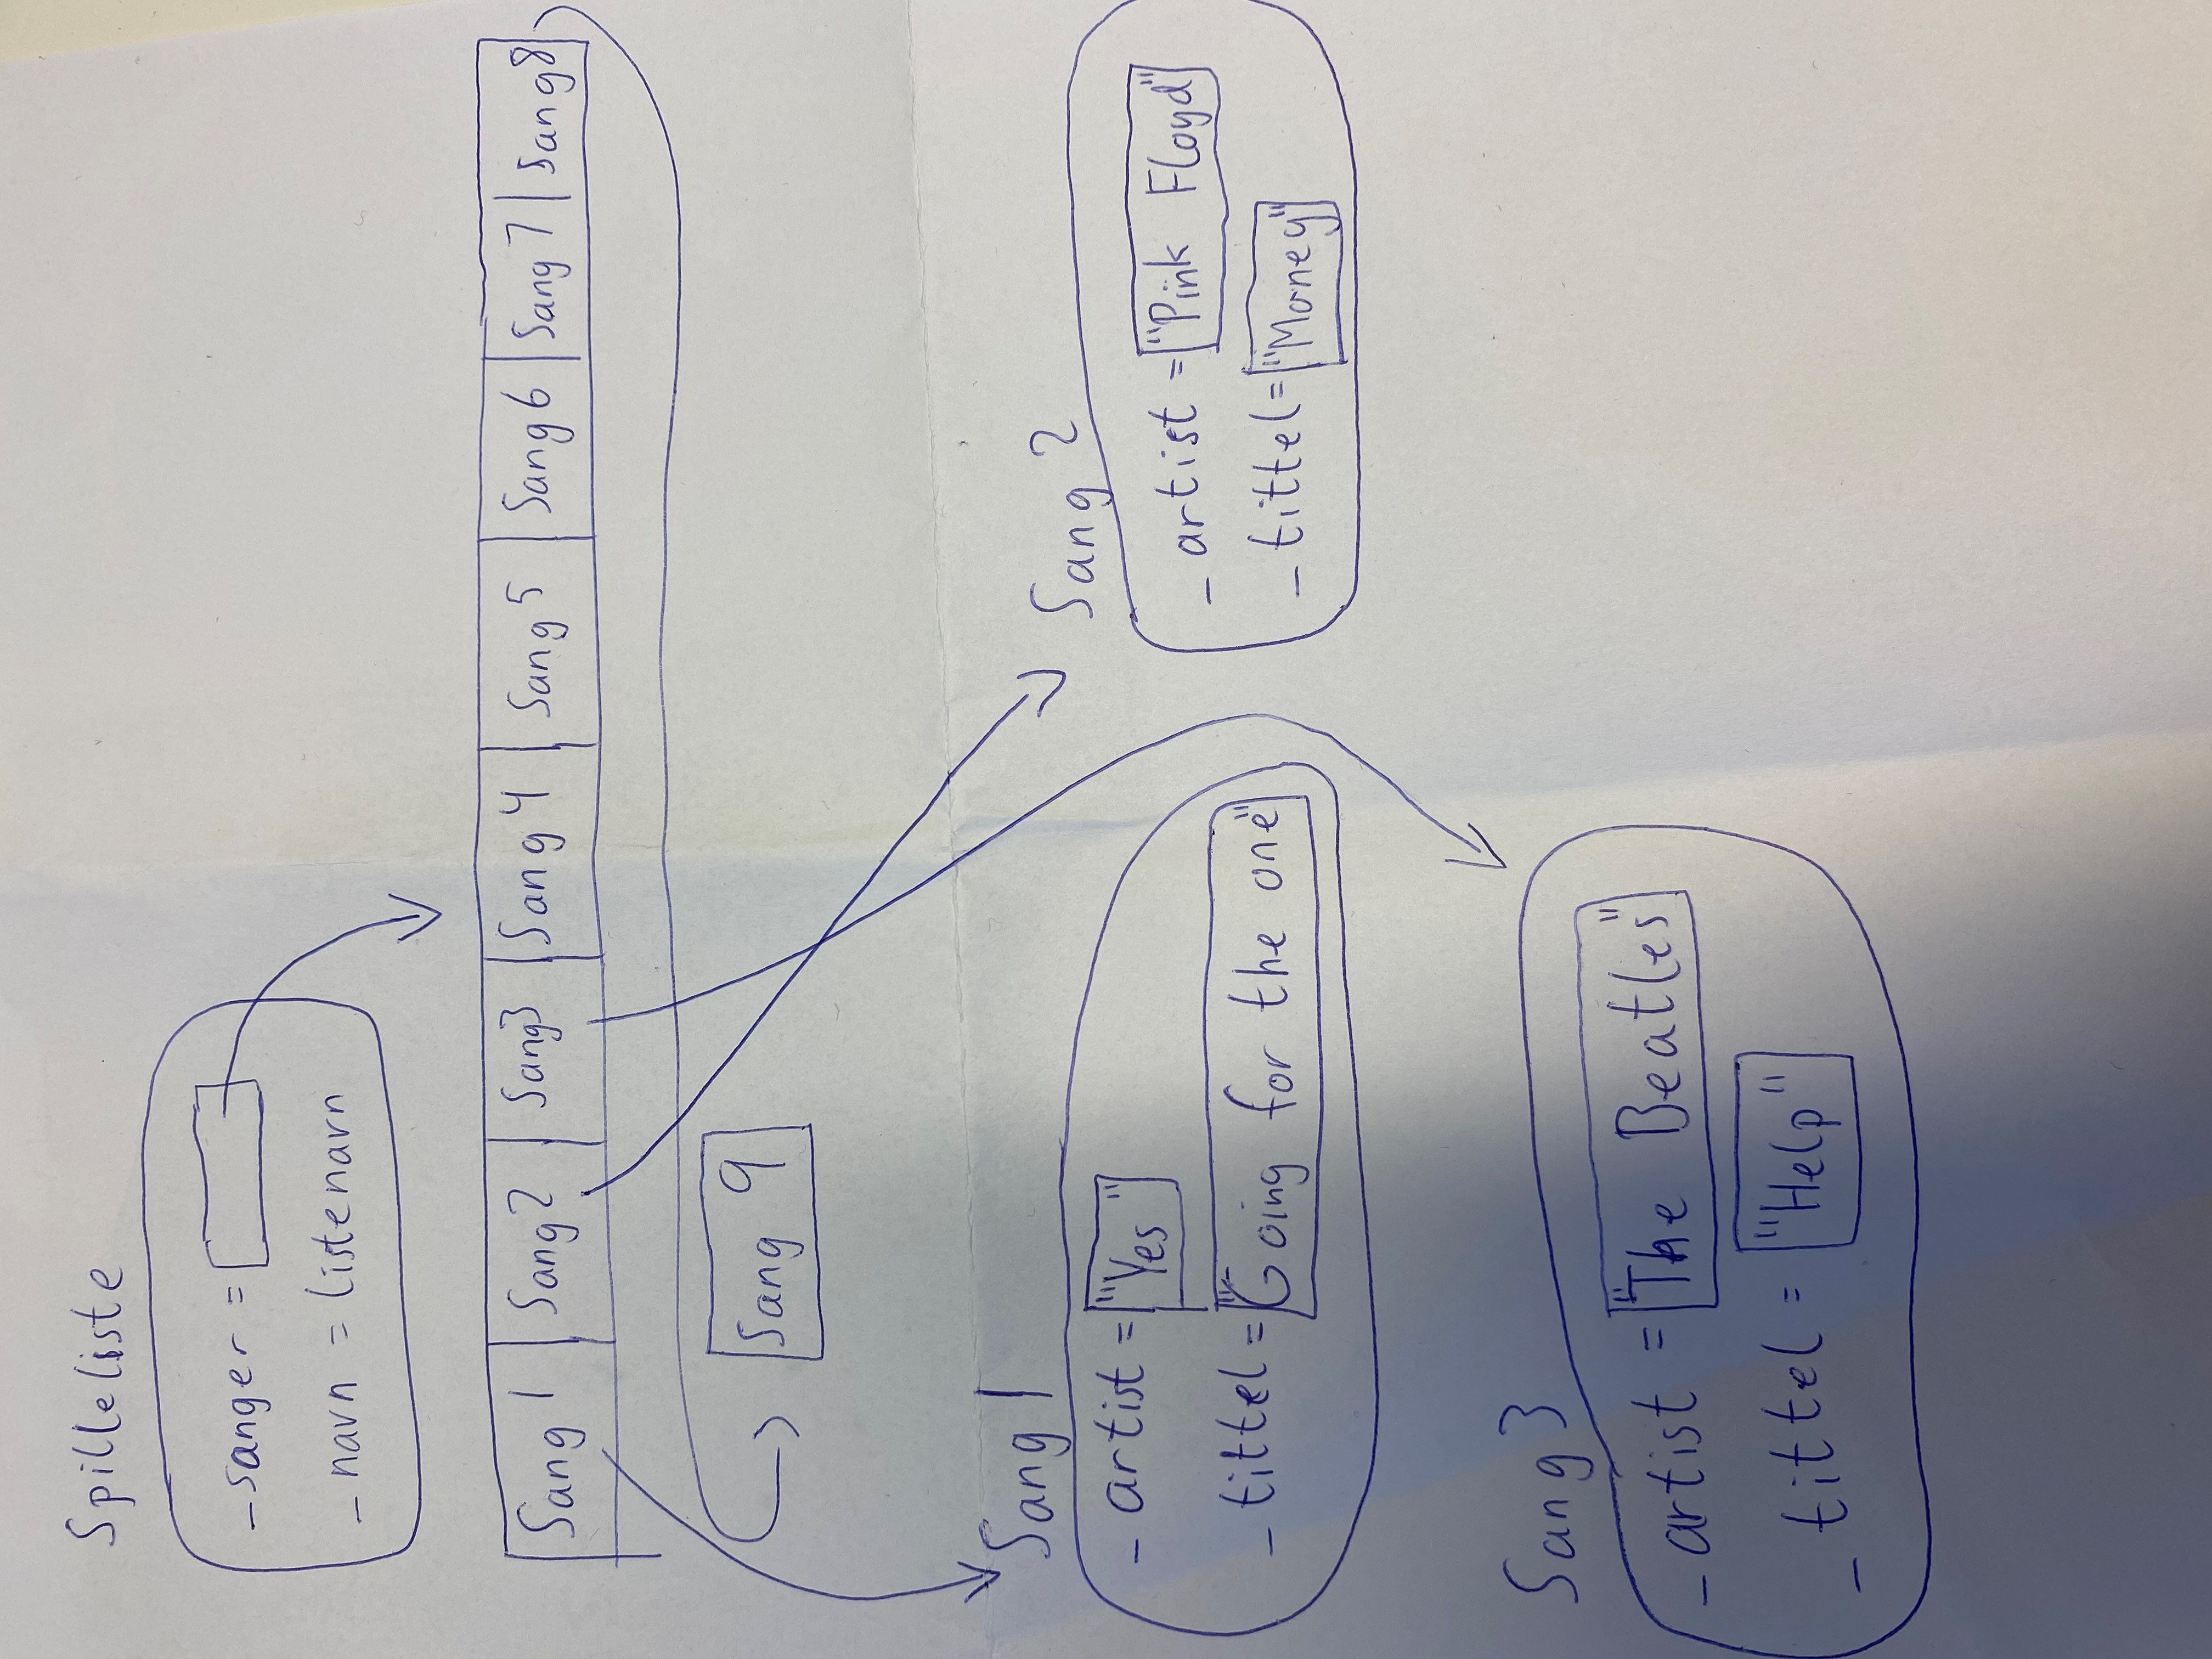 Spilleliste
_sanger =
_navn = listenavn
Sang 1 Sang 2 Sang3 Sang 4 Sang 5 Sang 6 Sang 7 Sang 8
Sang 9
Sang 1
_artist = "Yes"
_tittel = "Going for the one"
Sang 2
_artist = "Pink Floyd"
_tittel = "Money"
Sang 3
_artist = "The Beatles"
_tittel = "Help"